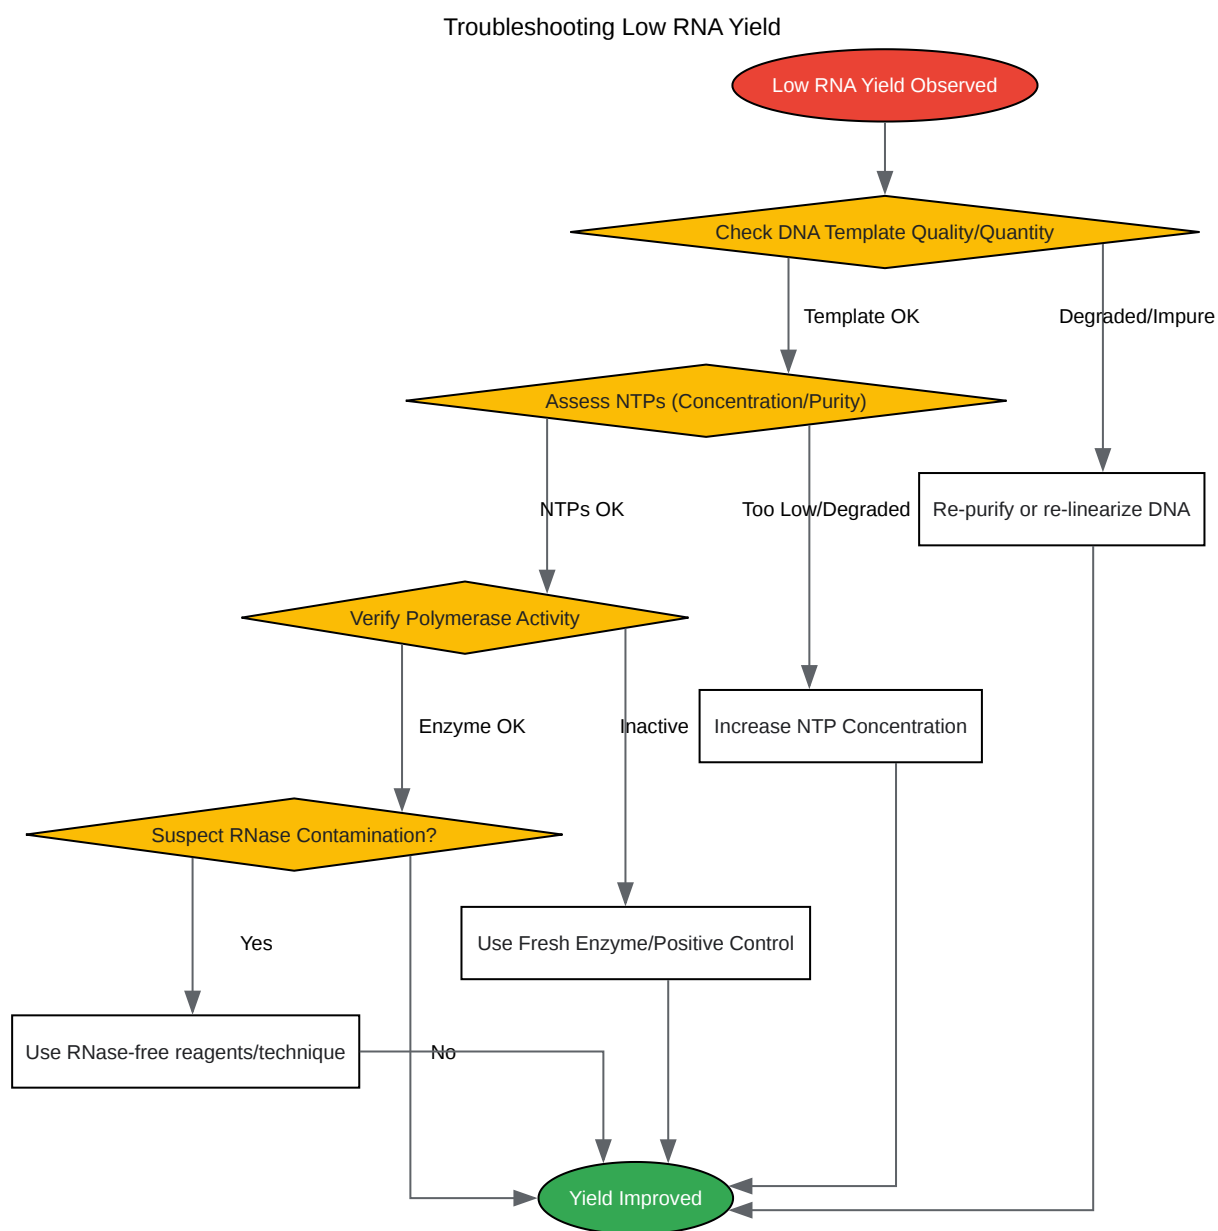 Troubleshooting Low RNA Yield
Low RNA Yield Observed
Check DNA Template Quality/Quantity
Template OK
Degraded/Impure
Assess NTPs (Concentration/Purity)
NTPs OK
Too Low/Degraded
Re-purify or re-linearize DNA
Verify Polymerase Activity
Enzyme OK
Inactive
Increase NTP Concentration
Suspect RNase Contamination?
Yes
Use Fresh Enzyme/Positive Control
Use RNase-free reagents/technique
No
Yield Improved